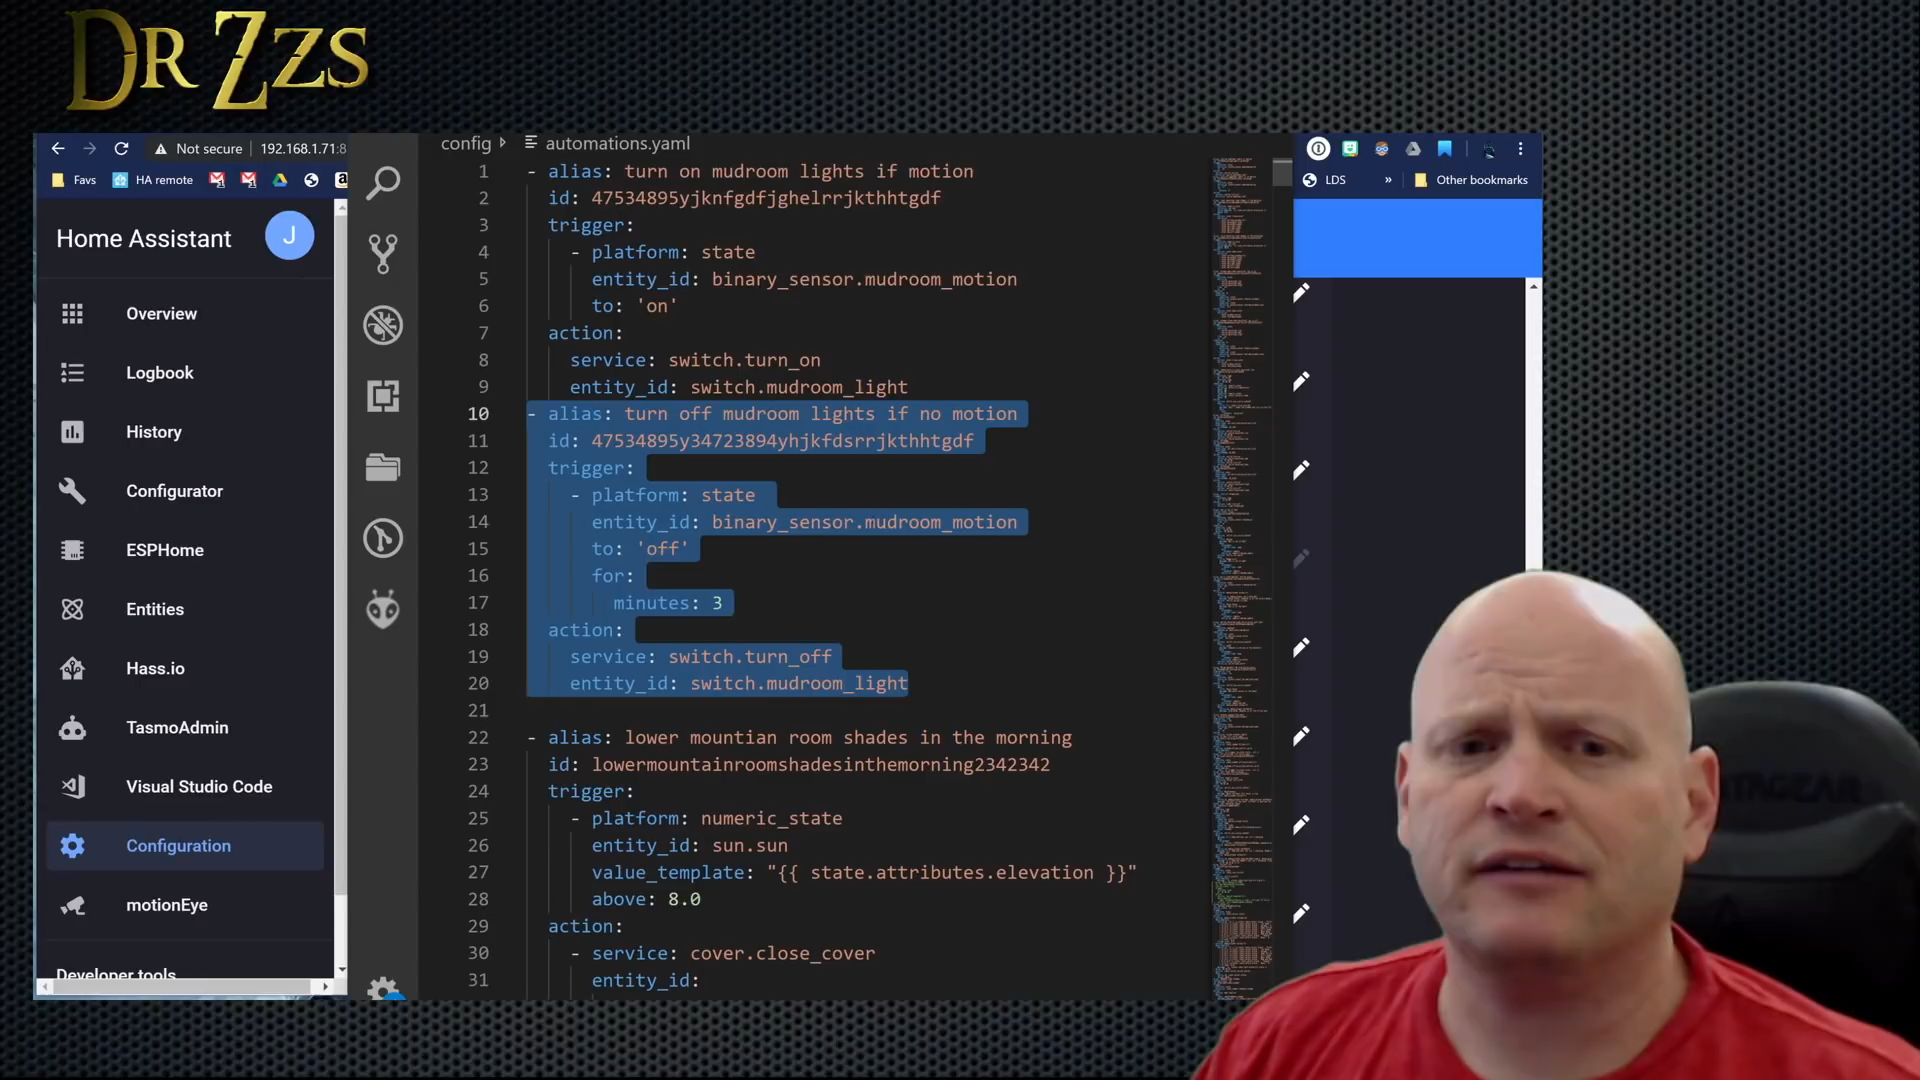 DR ZZS
Not secure | 192.168.1.71:8
Favs HA remote
Home Assistant J
Overview
Logbook
History
Configurator
ESPHome
Entities
Hass.io
TasmoAdmin
Visual Studio Code
Configuration
motionEye
Developer tools
config automations.yaml
1 - alias: turn on mudroom lights if motion
2 id: 47534895yjknfgdfjghelrrjkthhtgdf
3 trigger:
4 - platform: state
5 entity_id: binary_sensor.mudroom_motion
6 to: 'on'
7 action:
8 service: switch.turn_on
9 entity_id: switch.mudroom_light
10 - alias: turn off mudroom lights if no motion
11 id: 47534895y34723894yhjkfdsrrjkthhtgdf
12 trigger:
13 - platform: state
14 entity_id: binary_sensor.mudroom_motion
15 to: 'off'
16 for:
17 minutes: 3
18 action:
19 service: switch.turn_off
20 entity_id: switch.mudroom_light
21
22 - alias: lower mountian room shades in the morning
23 id: lowermountainroomshadesinthemorning2342342
24 trigger:
25 - platform: numeric_state
26 entity_id: sun.sun
27 value_template: "{{ state.attributes.elevation }}"
28 above: 8.0
29 action:
30 - service: cover.close_cover
31 entity_id:
LDS » Other bookmarks